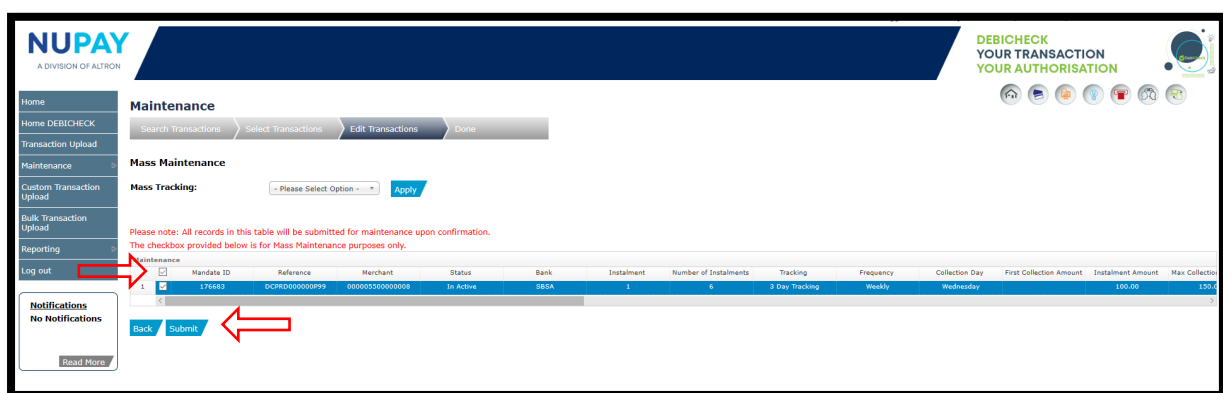 NUPAY
A DIVISION OF ALTRON
DEBICHECK
YOUR TRANSACTION
YOUR AUTHORISATION
Home
Home DEBICHECK
Transaction Upload
Maintenance
Custom Transaction
Upload
Bulk Transaction
Upload
Reporting
Log out
Notifications
No Notifications
Read More
Maintenance
Search Transactions Select Transactions Edit Transactions Done
Mass Maintenance
Mass Tracking: - Please Select Option - Apply
Please note: All records in this table will be submitted for maintenance upon confirmation.
The checkbox provided below is for Mass Maintenance purposes only.
Maintenance
Mandate ID Reference Merchant Status Bank Instalment Number of Instalments Tracking Frequency Collection Day First Collection Amount Instalment Amount Max Collection
1 176683 DCPRD000000P99 000005500000008 In Active SBSA 1 6 3 Day Tracking Weekly Wednesday 100.00 150.0
Back Submit